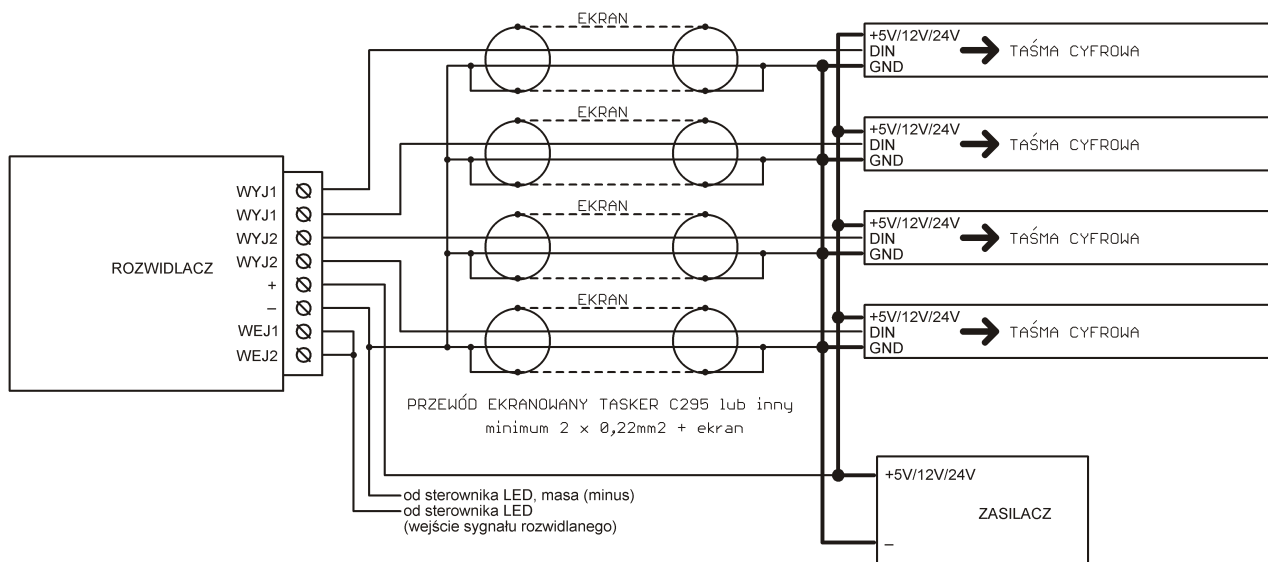 EKRAN
+5V/12V/24V
DIN
GND
TAŚMA CYFROWA
EKRAN
+5V/12V/24V
DIN
GND
TAŚMA CYFROWA
EKRAN
+5V/12V/24V
DIN
GND
TAŚMA CYFROWA
EKRAN
+5V/12V/24V
DIN
GND
TAŚMA CYFROWA
ROZWIDLACZ
WYJ1
WYJ1
WYJ2
WYJ2
+
–
WEJ1
WEJ2
PRZEWÓD EKRANOWANY TASKER C295 lub inny
minimum 2 x 0,22mm2 + ekran
od sterownika LED, masa (minus)
od sterownika LED
(wejście sygnału rozwidlanego)
+5V/12V/24V
ZASILACZ
–